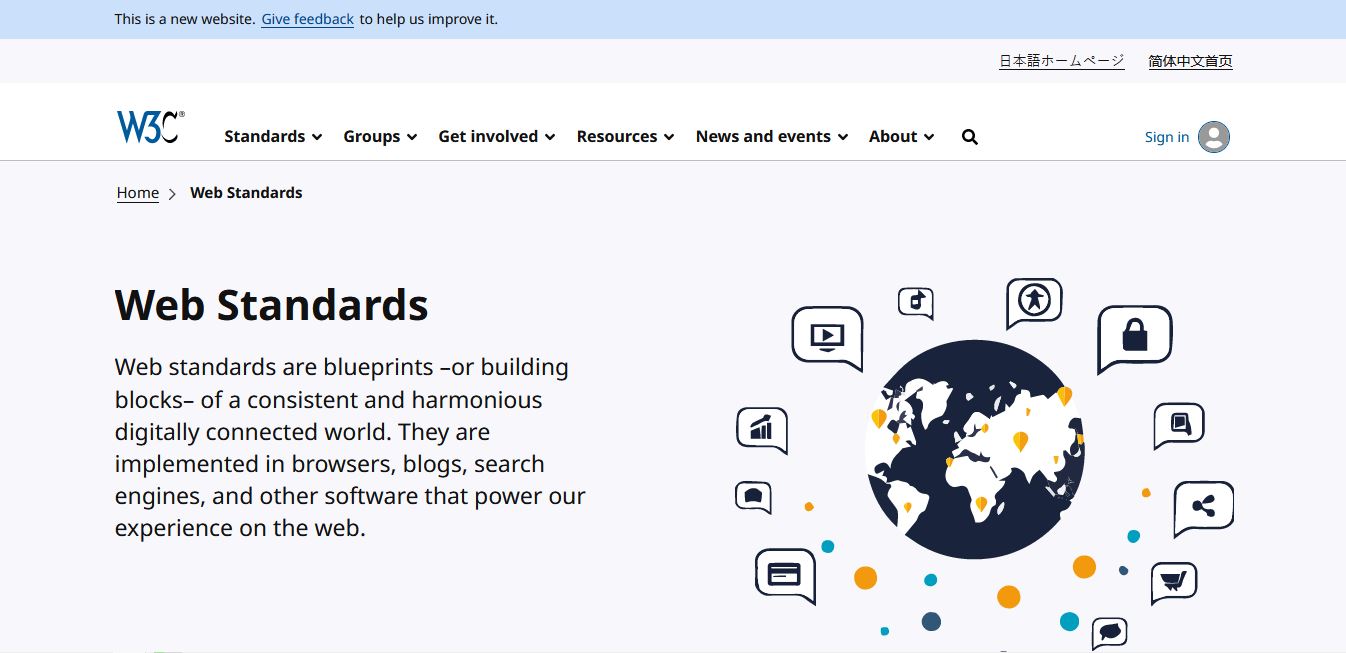 This is a new website. Give feedback to help us improve it.
日本語ホームページ 简体中文首页
W3C®
Standards Groups Get involved Resources News and events About
Sign in
Home Web Standards
Web Standards
Web standards are blueprints –or building
blocks– of a consistent and harmonious
digitally connected world. They are
implemented in browsers, blogs, search
engines, and other software that power our
experience on the web.